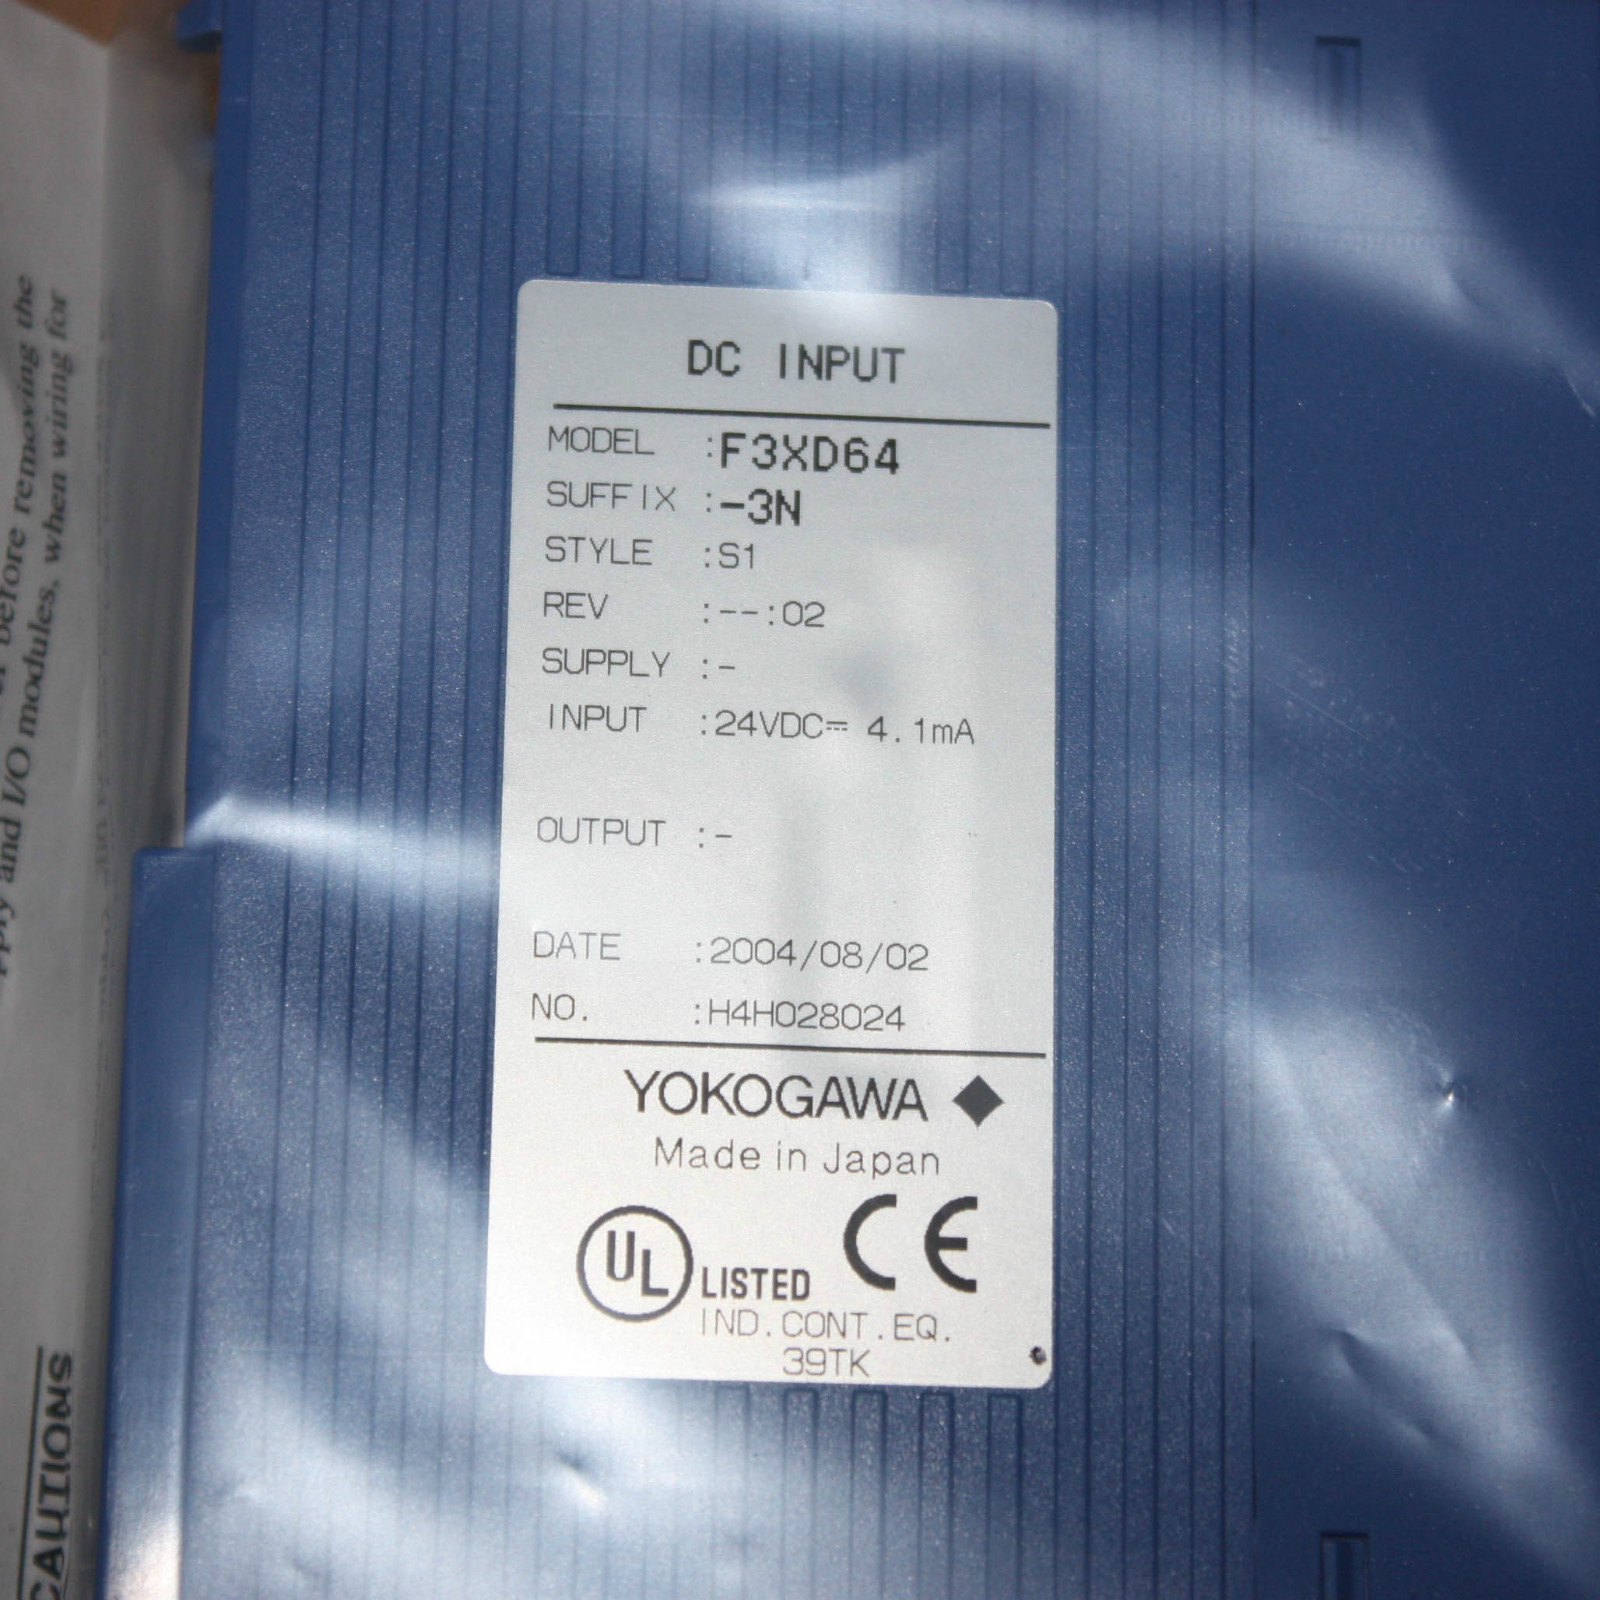 DC INPUT
MODEL :F3XD64
SUFFIX :-3N
STYLE :S1
REV :--:02
SUPPLY :-
INPUT :24VDC⎓ 4.1mA
OUTPUT :-
DATE :2004/08/02
NO. :H4H028024
YOKOGAWA
Made in Japan
UL LISTED CE
IND.CONT.EQ.
39TK
before removing the
and I/O modules, when wiring for
CAUTIONS